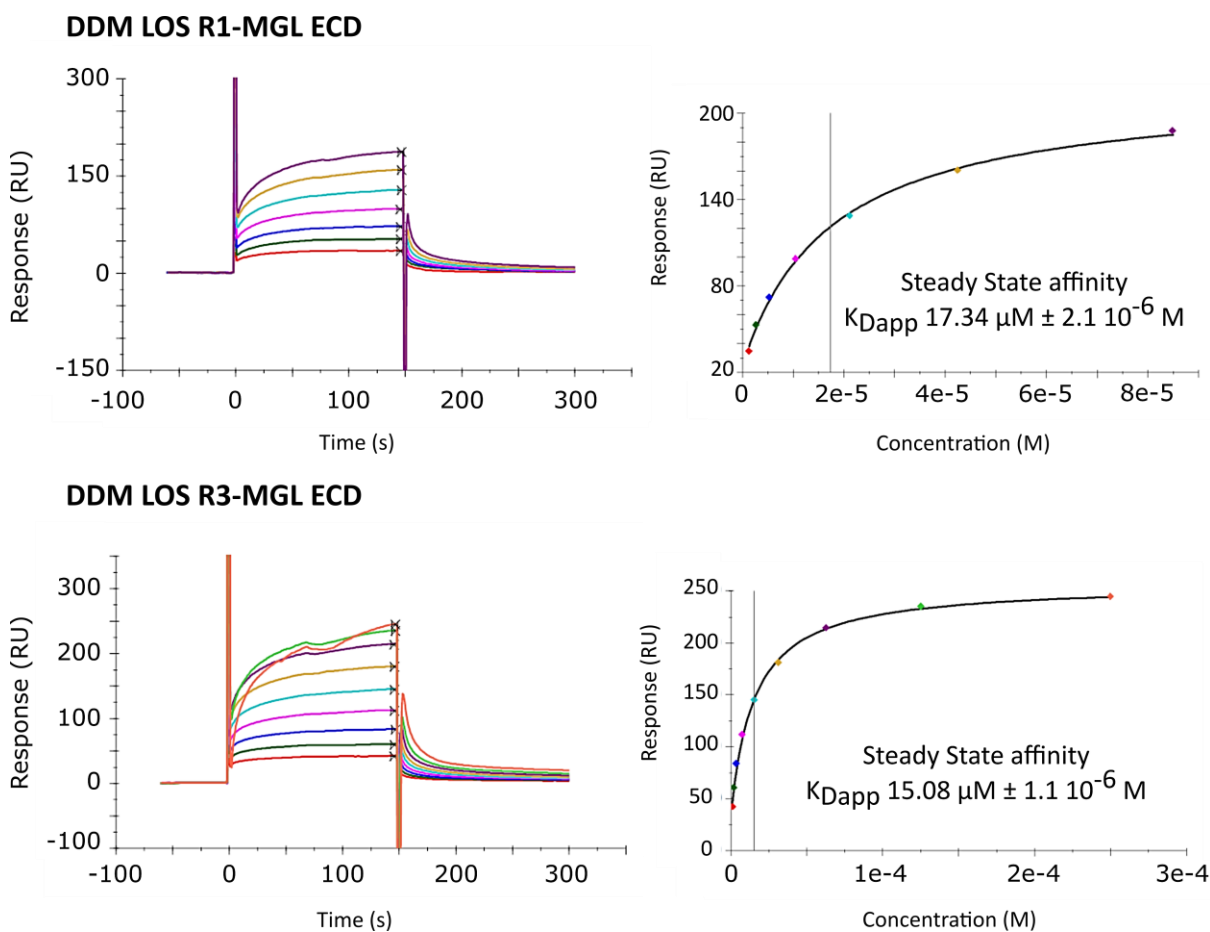 DDM LOS R1-MGL ECD
300
150
0
-150
Response (RU)
-100
0
100
200
300
Time (s)
200
140
80
20
Response (RU)
Steady State affinity
KDapp 17.34 µM ± 2.1 10-6 M
0
2e-5
4e-5
6e-5
8e-5
Concentration (M)
DDM LOS R3-MGL ECD
300
200
100
0
-100
Response (RU)
-100
0
100
200
300
Time (s)
250
200
150
100
50
0
Response (RU)
Steady State affinity
KDapp 15.08 µM ± 1.1 10-6 M
0
1e-4
2e-4
3e-4
Concentration (M)